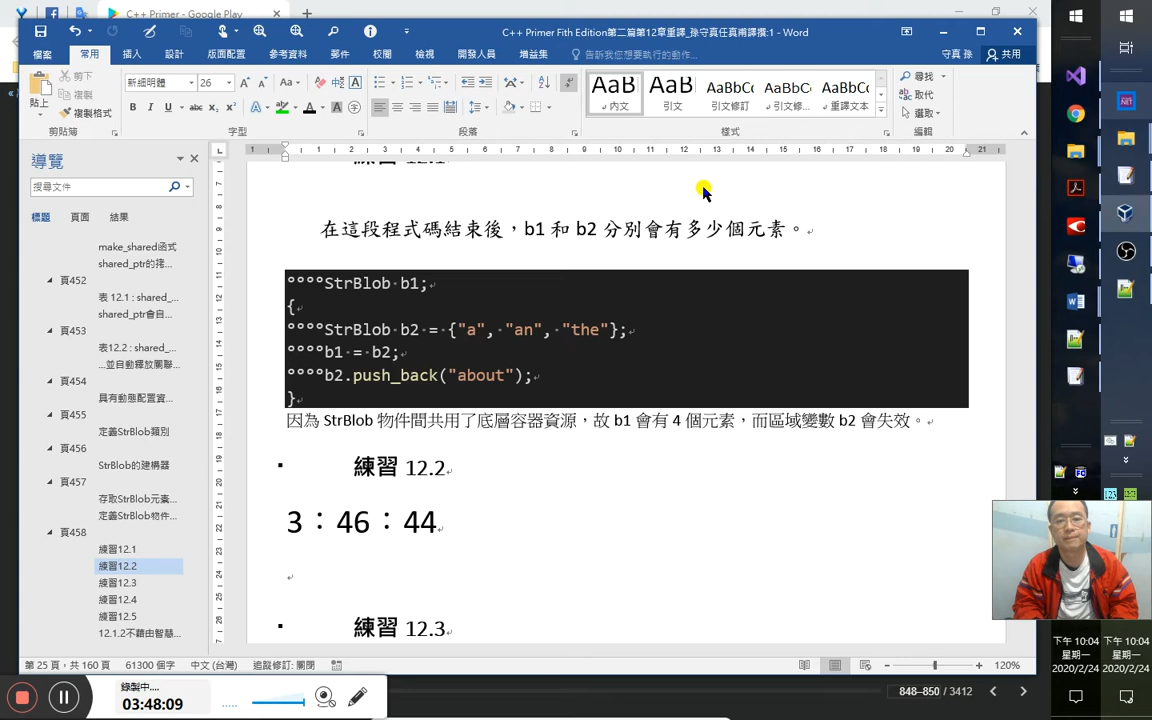 C++ Primer - Google Play
C++ Primer Fith Edition第二篇第12章重譯_孫守真任真甫譯撰:1 - Word
檔案 常用 插入 設計 版面配置 參考資料 郵件 校閱 檢視 開發人員 增益集 告訴我您想要執行的動作... 守真 孫 共用
貼上 剪下 複製 複製格式
新細明體 26
AaB AaB AaBbCc AaBbCc AaBbC
內文 引文 引文修訂 引文修... 重譯文本
尋找 取代 選取
剪貼簿 字型 段落 樣式 編輯
導覽
搜尋文件
標題 頁面 結果
make_shared函式
shared_ptr的拷...
頁452
表 12.1 : shared_...
shared_ptr會自...
頁453
表12.2 : shared_...
...並自動釋放關聯...
頁454
具有動態配置資...
頁455
定義StrBlob類別
頁456
StrBlob的建構器
頁457
存取StrBlob元素...
定義StrBlob物件...
頁458
練習12.1
練習12.2
練習12.3
練習12.4
練習12.5
12.1.2不藉由智慧...
練習 12.1
在這段程式碼結束後，b1 和 b2 分別會有多少個元素。
StrBlob b1;
{
StrBlob b2 = {"a", "an", "the"};
b1 = b2;
b2.push_back("about");
}
因為 StrBlob 物件間共用了底層容器資源，故 b1 會有 4 個元素，而區域變數 b2 會失效。
練習 12.2
3：46：44
練習 12.3
第 25 頁，共 160 頁 61300 個字 中文 (台灣) 追蹤修訂: 關閉 120%
錄製中....
03:48:09
848–850 / 3412
下午 10:04
星期一
2020/2/24
下午 10:04
星期一
2020/2/24